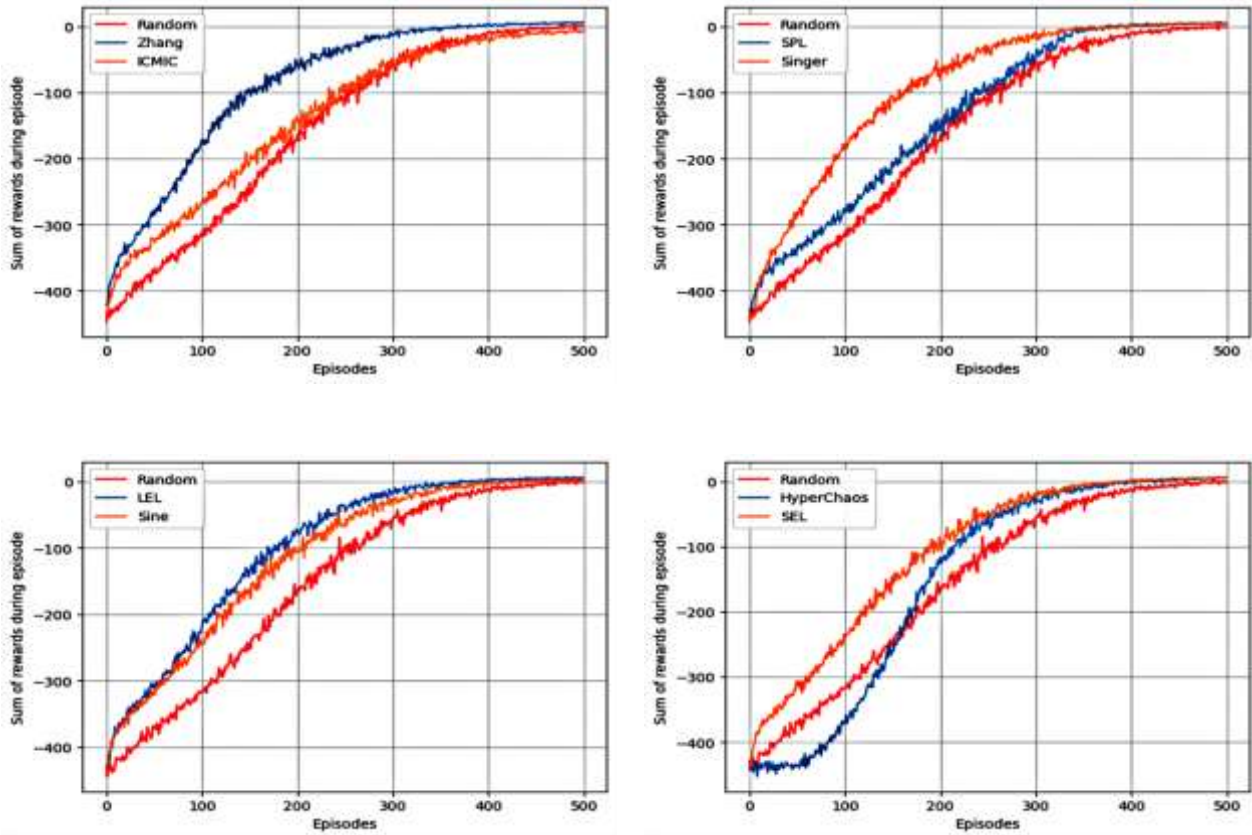 Random
Zhang
ICMIC
0
−100
−200
−300
−400
Sum of rewards during episode
0 100 200 300 400 500
Episodes
Random
SPL
Singer
0
−100
−200
−300
−400
Sum of rewards during episode
0 100 200 300 400 500
Episodes
Random
LEL
Sine
0
−100
−200
−300
−400
Sum of rewards during episode
0 100 200 300 400 500
Episodes
Random
HyperChaos
SEL
0
−100
−200
−300
−400
Sum of rewards during episode
0 100 200 300 400 500
Episodes